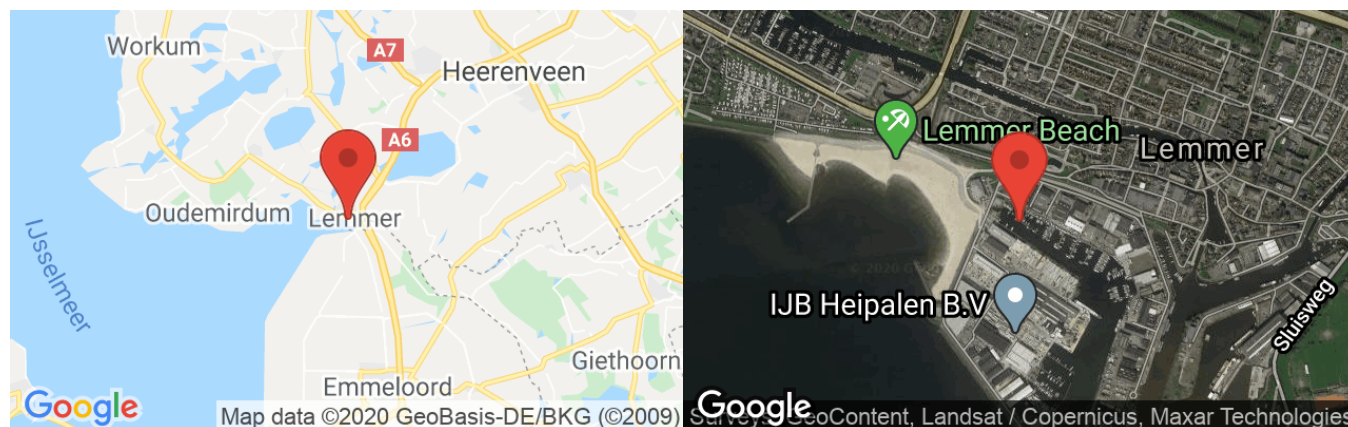 Workum
A7
Heerenveen
A6
Oudemirdum
Lemmer
IJsselmeer
Giethoorn
Emmeloord
Google
Map data ©2020 GeoBasis-DE/BKG (©2009)
Lemmer Beach
Lemmer
IJB Heipalen B.V
Sluisweg
Google
Surveys, GeoContent, Landsat / Copernicus, Maxar Technologies